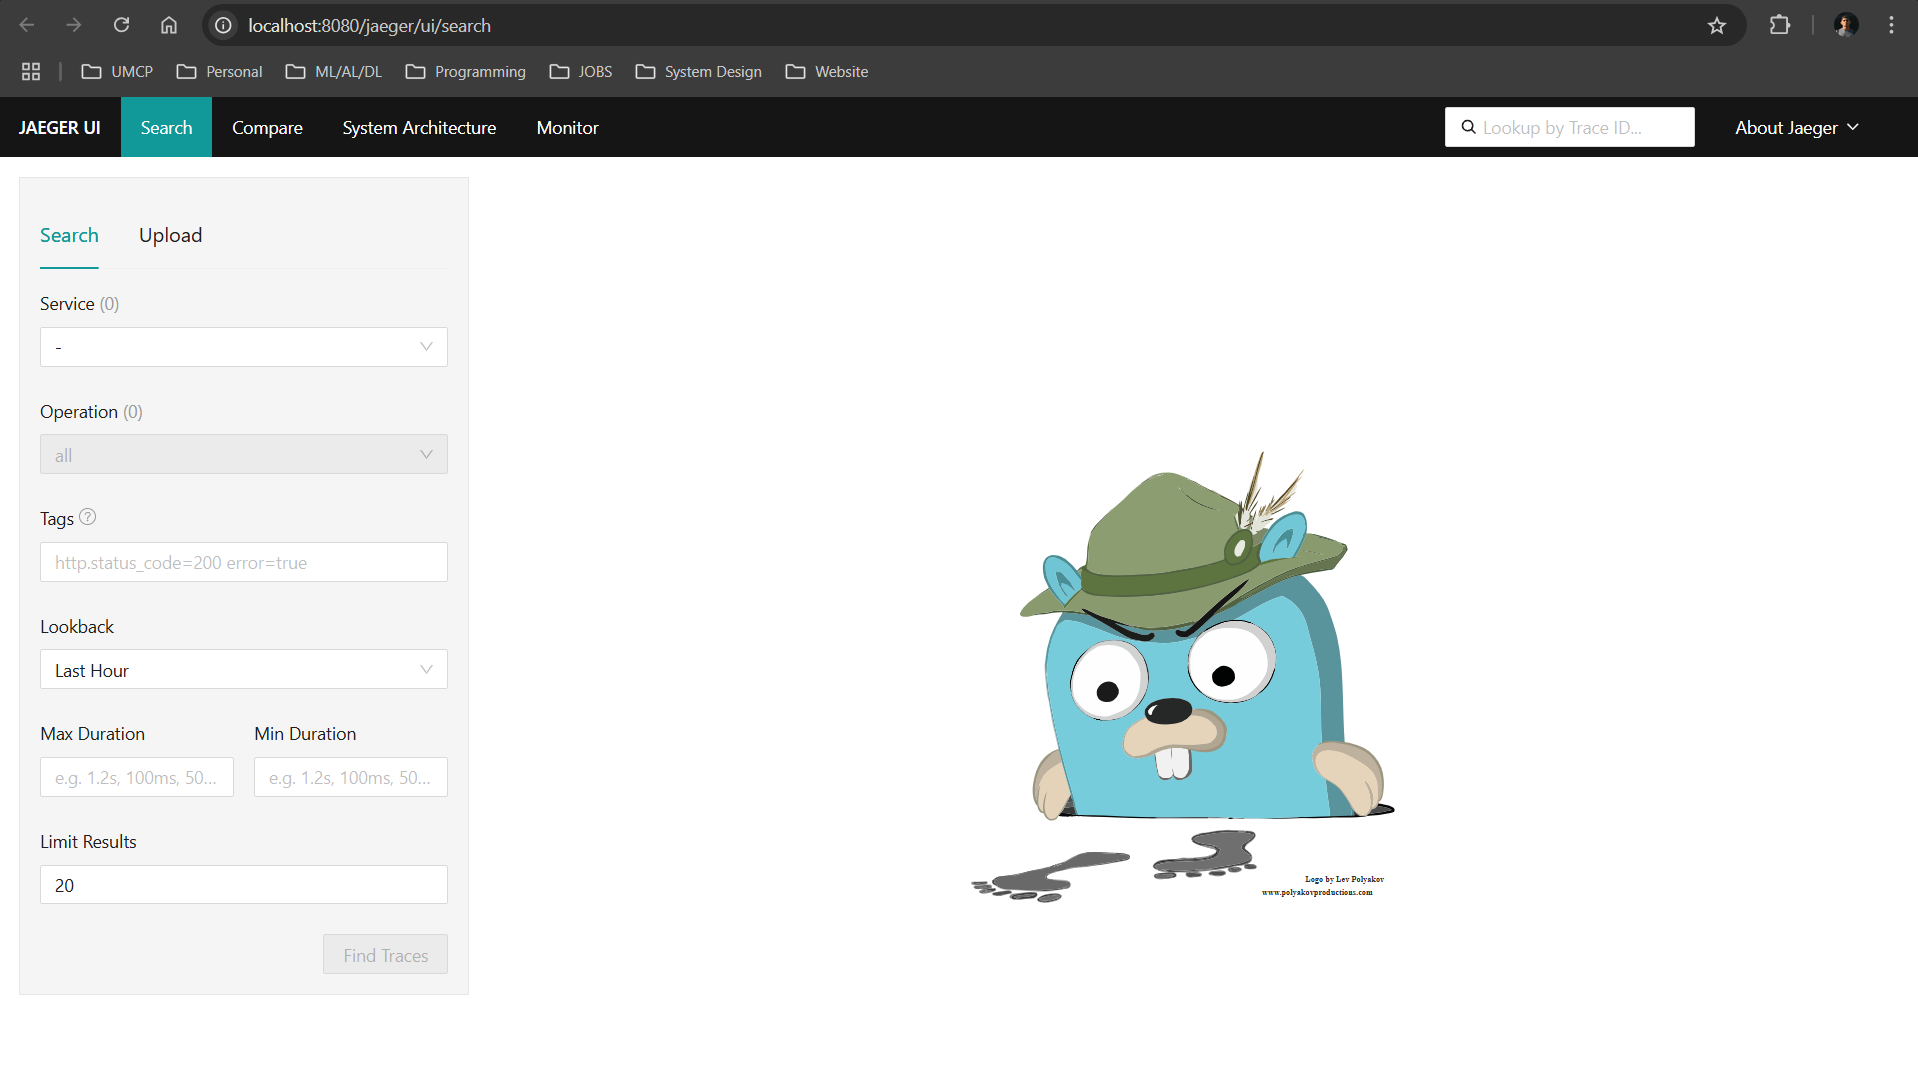 localhost:8080/jaeger/ui/search
UMCP Personal ML/AL/DL Programming JOBS System Design Website
JAEGER UI Search Compare System Architecture Monitor Lookup by Trace ID... About Jaeger
Search Upload
Service (0)
-
Operation (0)
all
Tags
http.status_code=200 error=true
Lookback
Last Hour
Max Duration Min Duration
e.g. 1.2s, 100ms, 50... e.g. 1.2s, 100ms, 50...
Limit Results
20
Find Traces
Logo by Lev Polyakov
www.polyakovproductions.com